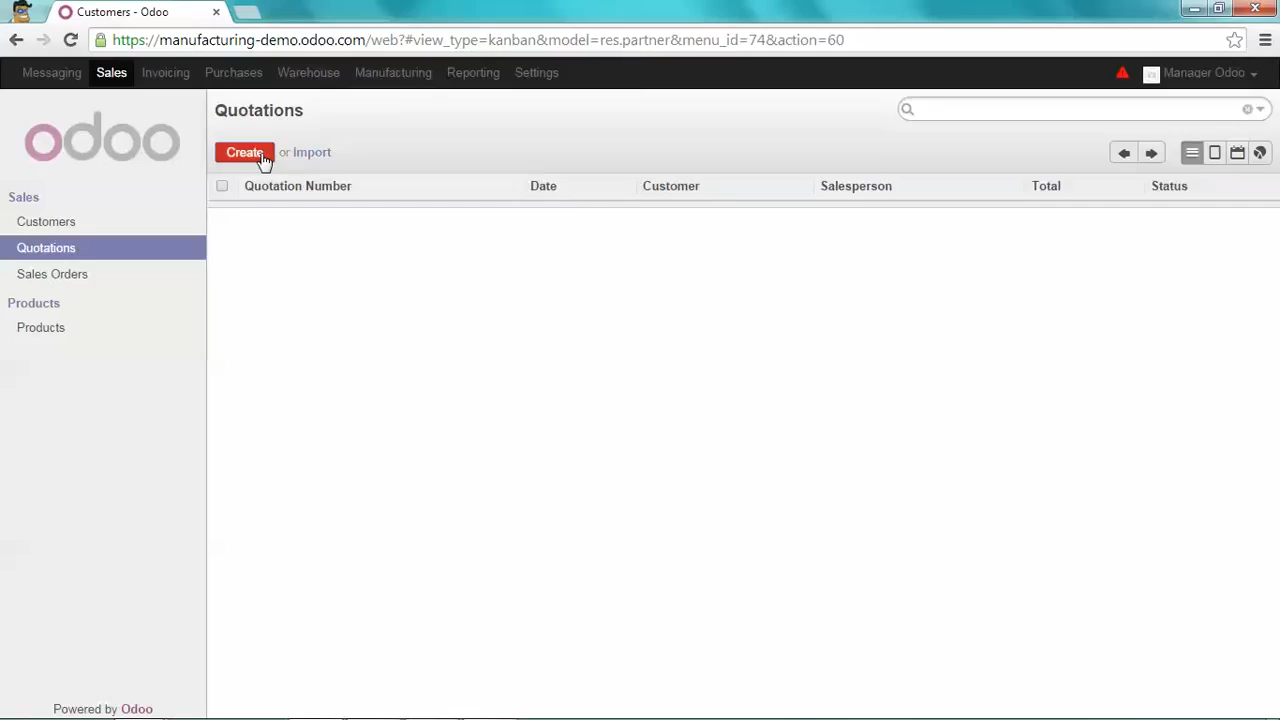 Customers - Odoo
https://manufacturing-demo.odoo.com/web?#view_type=kanban&model=res.partner&menu_id=74&action=60
Messaging Sales Invoicing Purchases Warehouse Manufacturing Reporting Settings Manager Odoo
odoo
Quotations
Create or Import
Quotation Number Date Customer Salesperson Total Status
Sales
Customers
Quotations
Sales Orders
Products
Products
Powered by Odoo